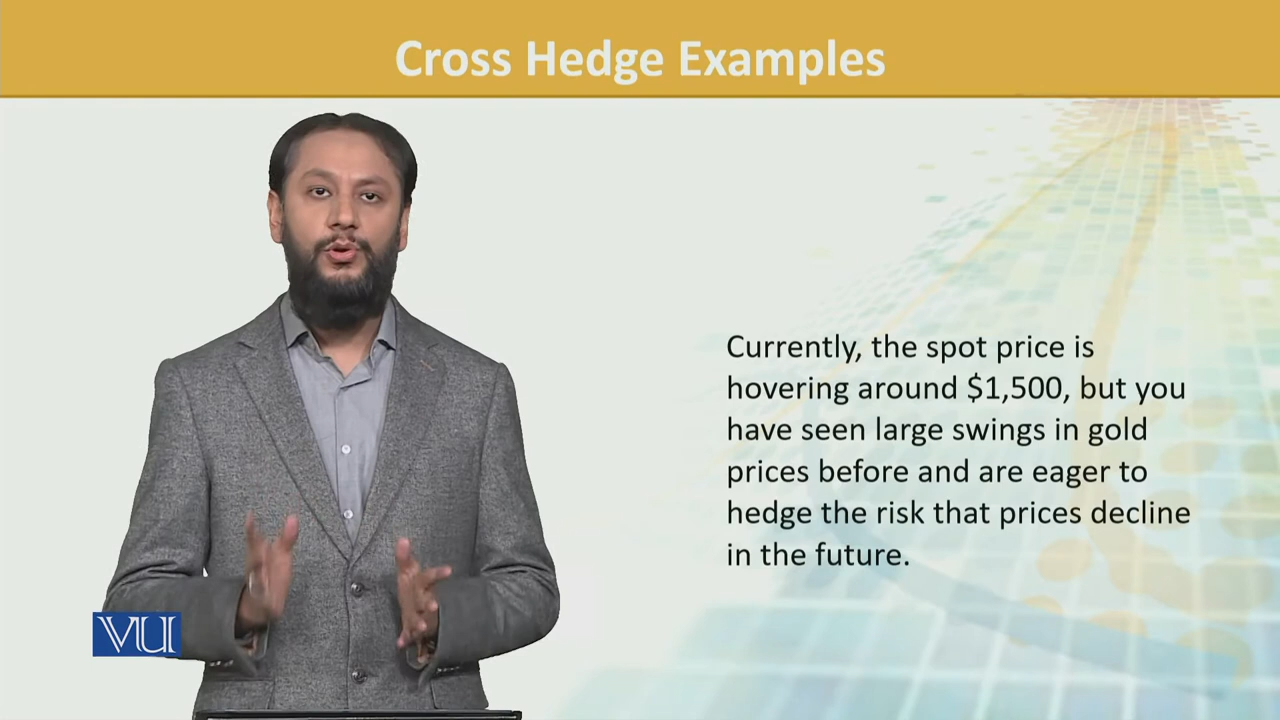 Cross Hedge Examples
Currently, the spot price is
hovering around $1,500, but you
have seen large swings in gold
prices before and are eager to
hedge the risk that prices decline
in the future.
VU